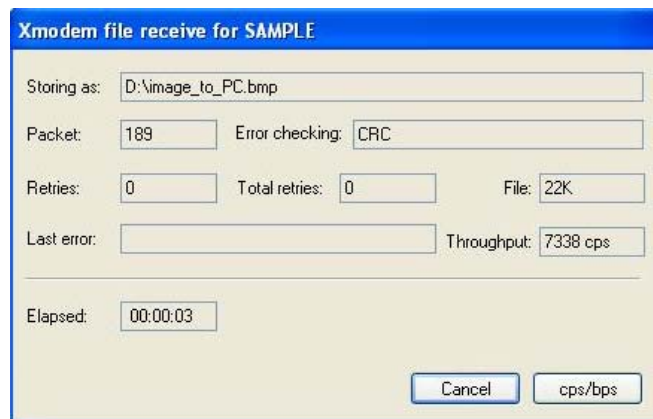 Xmodem file receive for SAMPLE
Storing as: D:\image_to_PC.bmp
Packet: 189 Error checking: CRC
Retries: 0 Total retries: 0 File: 22K
Last error: Throughput: 7338 cps
Elapsed: 00:00:03
Cancel cps/bps